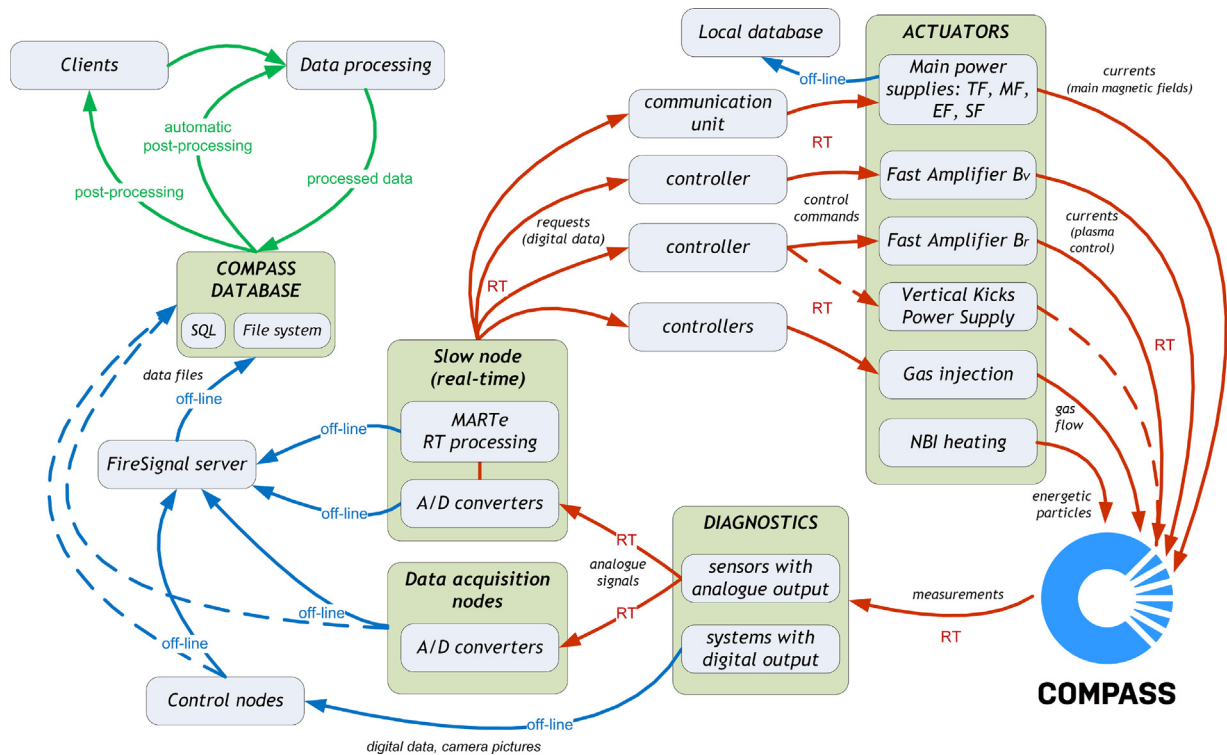 Clients
Data processing
automatic
post-processing
post-processing
processed data
COMPASS
DATABASE
SQL
File system
data files
off-line
FireSignal server
off-line
off-line
off-line
off-line
Control nodes
Slow node
(real-time)
MARTe
RT processing
A/D converters
Data acquisition
nodes
A/D converters
RT
analogue
signals
RT
off-line
digital data, camera pictures
DIAGNOSTICS
sensors with
analogue output
systems with
digital output
measurements
RT
COMPASS
Local database
off-line
communication
unit
RT
controller
requests
(digital data)
control
commands
controller
RT
RT
controllers
ACTUATORS
Main power
supplies: TF, MF,
EF, SF
Fast Amplifier Bv
Fast Amplifier Br
Vertical Kicks
Power Supply
Gas injection
NBI heating
currents
(main magnetic fields)
currents
(plasma
control)
RT
gas
flow
energetic
particles